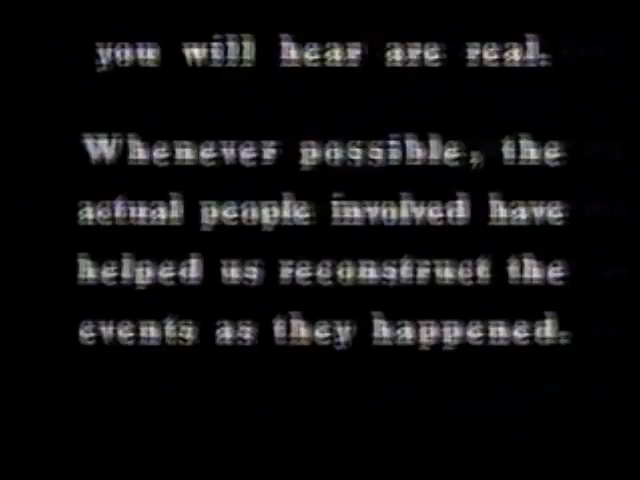 you will hear are real.
Whenever possible, the
actual people involved have
helped us reconstruct the
events as they happened.